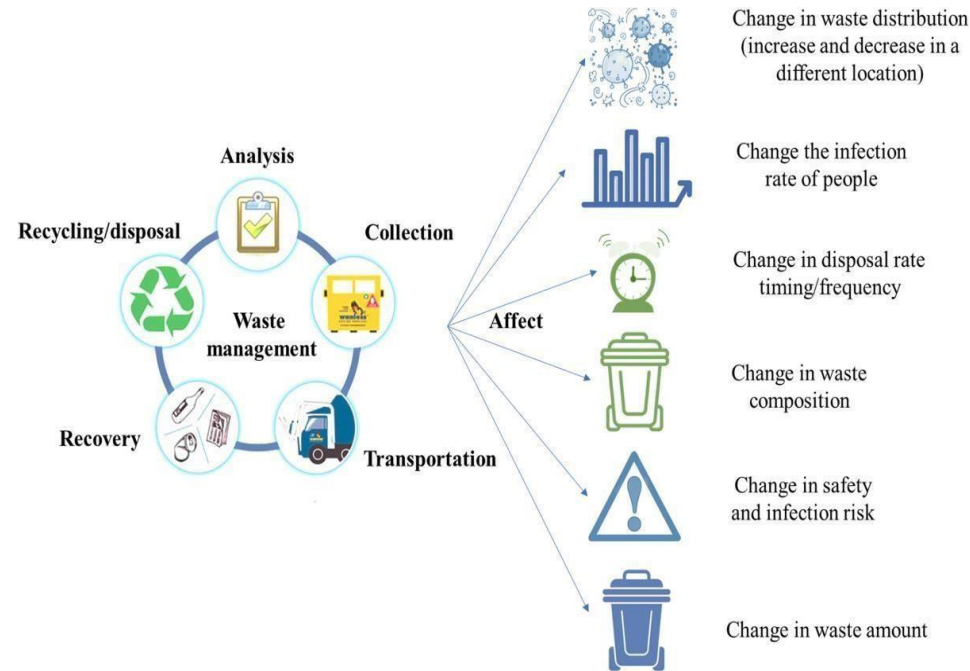 Analysis
Recycling/disposal
Collection
Waste
management
Recovery
Transportation
wanless
Affect
Change in waste distribution
(increase and decrease in a
different location)
Change the infection
rate of people
Change in disposal rate
timing/frequency
Change in waste
composition
Change in safety
and infection risk
Change in waste amount